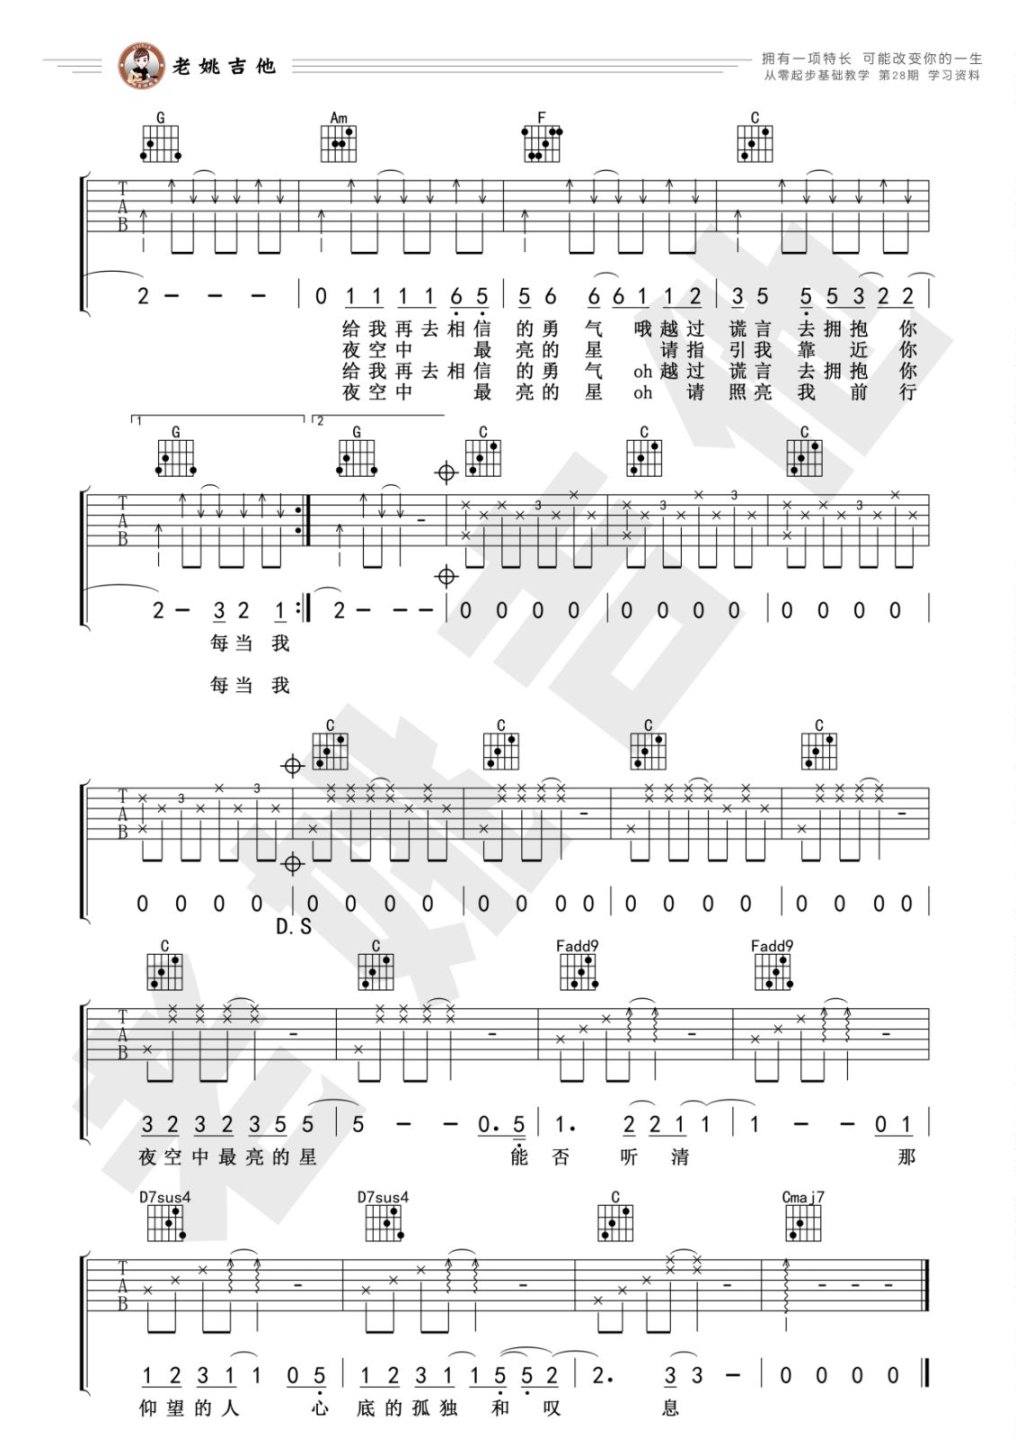 老姚吉他
拥有一项特长 可能改变你的一生
从零起步基础教学 第28期 学习资料
G Am F C
T
A
B
2 - - - | 0 1 1 1 1 6 5 | 5 6 6 6 1 1 2 | 3 5 5 5 3 2 2 |
给我再去相信 的勇 气 哦越过 谎言 去拥抱 你
夜空中 最 亮的 星 请指 引我 靠 近 你
给我再去相信 的勇 气 oh越过 谎言 去拥抱 你
夜空中 最 亮的 星 oh 请 照亮 我 前 行
1 2
G G C C C
T
A
B
3 3 3
2 - 3 2 1 :| 2 - - - | 0 0 0 0 | 0 0 0 0 | 0 0 0 0 |
每当 我
每当 我
C C C C
T
A
B
3 3
0 0 0 0 | 0 0 0 0 | 0 0 0 0 | 0 0 0 0 | 0 0 0 0 |
D.S
C C Fadd9 Fadd9
T
A
B
3 2 3 2 3 5 5 | 5 - - 0. 5 | 1. 2 2 1 1 | 1 - - 0 1 |
夜空中最亮的星 能 否 听 清 那
D7sus4 D7sus4 C Cmaj7
T
A
B
1 2 3 1 1 0 5 | 1 2 3 1 1 5 5 2 | 2. 3 3 - | 0 0 0 0
仰望的人 心 底的孤独 和 叹 息
老姚吉他